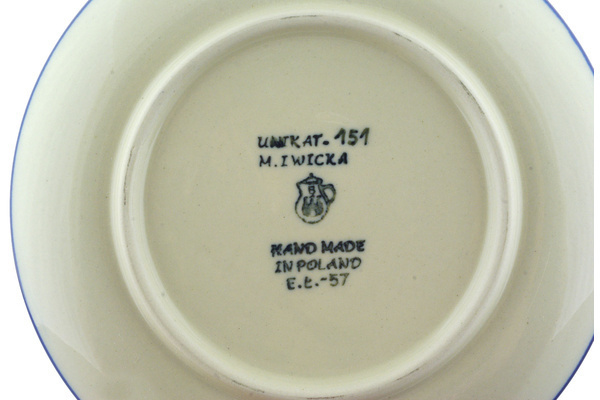 UNIKAT-151
M.IWICKA
B
HAND MADE
IN POLAND
E.Ł.-57